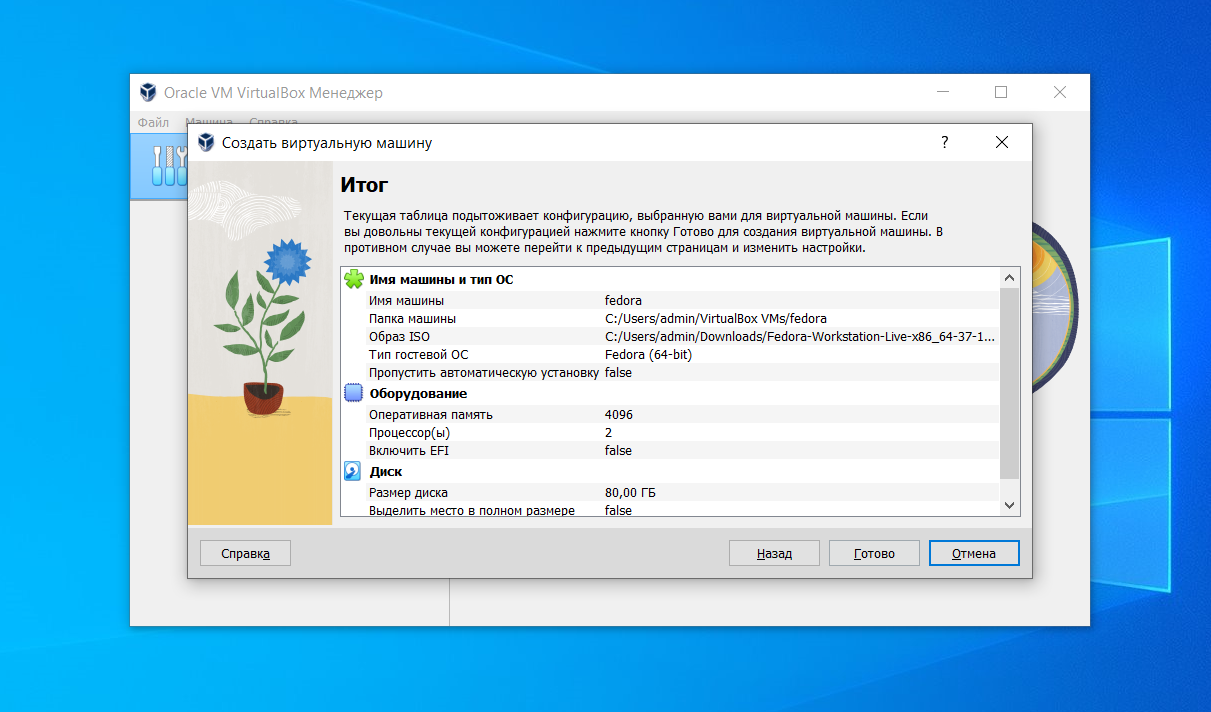 Oracle VM VirtualBox Менеджер
Файл Машина Справка
Создать виртуальную машину
?
Итог
Текущая таблица подытоживает конфигурацию, выбранную вами для виртуальной машины. Если
вы довольны текущей конфигурацией нажмите кнопку Готово для создания виртуальной машины. В
противном случае вы можете перейти к предыдущим страницам и изменить настройки.
Имя машины и тип ОС
Имя машины fedora
Папка машины C:/Users/admin/VirtualBox VMs/fedora
Образ ISO C:/Users/admin/Downloads/Fedora-Workstation-Live-x86_64-37-1...
Тип гостевой ОС Fedora (64-bit)
Пропустить автоматическую установку false
Оборудование
Оперативная память 4096
Процессор(ы) 2
Включить EFI false
Диск
Размер диска 80,00 ГБ
Выделить место в полном размере false
Справка Назад Готово Отмена